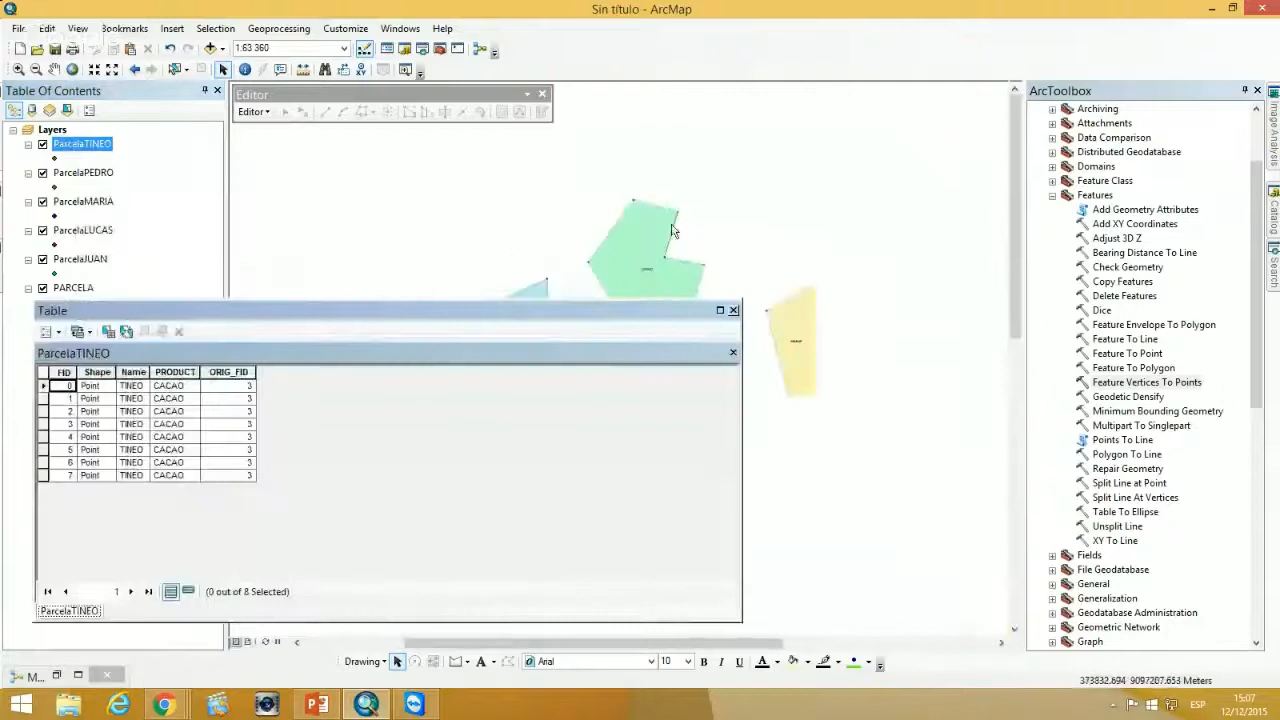 Sin título - ArcMap
File Edit View Bookmarks Insert Selection Geoprocessing Customize Windows Help
1:63 360
Table Of Contents
Layers
ParcelaTINEO
ParcelaPEDRO
ParcelaMARIA
ParcelaLUCAS
ParcelaJUAN
PARCELA
Editor
Editor
Table
ParcelaTINEO
FID Shape Name PRODUCT ORIG_FID
0 Point TINEO CACAO 3
1 Point TINEO CACAO 3
2 Point TINEO CACAO 3
3 Point TINEO CACAO 3
4 Point TINEO CACAO 3
5 Point TINEO CACAO 3
6 Point TINEO CACAO 3
7 Point TINEO CACAO 3
1
(0 out of 8 Selected)
ParcelaTINEO
ArcToolbox
Archiving
Attachments
Data Comparison
Distributed Geodatabase
Domains
Feature Class
Features
Add Geometry Attributes
Add XY Coordinates
Adjust 3D Z
Bearing Distance To Line
Check Geometry
Copy Features
Delete Features
Dice
Feature Envelope To Polygon
Feature To Line
Feature To Point
Feature To Polygon
Feature Vertices To Points
Geodetic Densify
Minimum Bounding Geometry
Multipart To Singlepart
Points To Line
Polygon To Line
Repair Geometry
Split Line at Point
Split Line At Vertices
Table To Ellipse
Unsplit Line
XY To Line
Fields
File Geodatabase
General
Generalization
Geodatabase Administration
Geometric Network
Graph
Image Analysis
Catalog
Search
M...
Drawing
Arial
10
B I U A
373832.694 9097207.653 Meters
ESP
15:07
12/12/2015